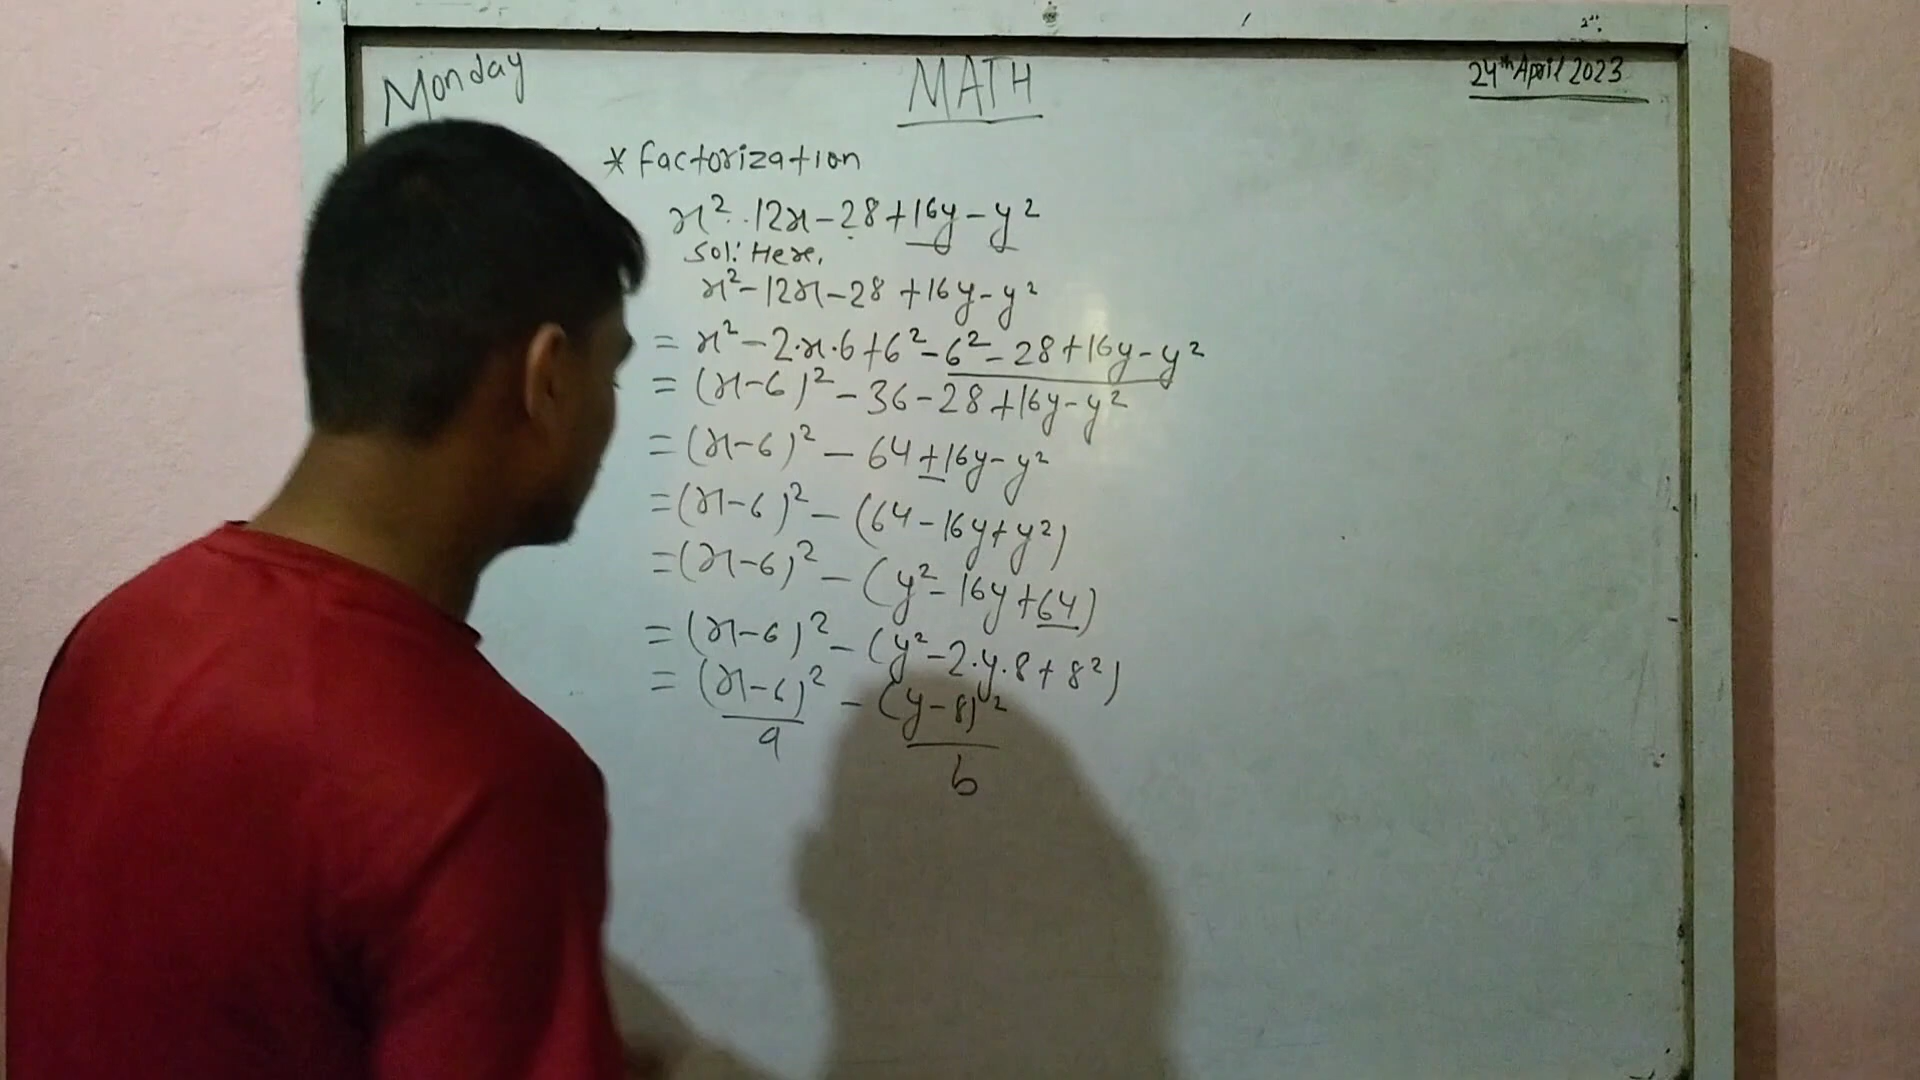 Monday
MATH
24th April 2023
* Factorization
x² - 12x - 28 + 16y - y²
Sol: Here,
x² - 12x - 28 + 16y - y²
= x² - 2·x·6 + 6² - 6² - 28 + 16y - y²
= (x-6)² - 36 - 28 + 16y - y²
= (x-6)² - 64 + 16y - y²
= (x-6)² - (64 - 16y + y²)
= (x-6)² - (y² - 16y + 64)
= (x-6)² - (y² - 2·y·8 + 8²)
= (x-6)² - (y-8)²
a b